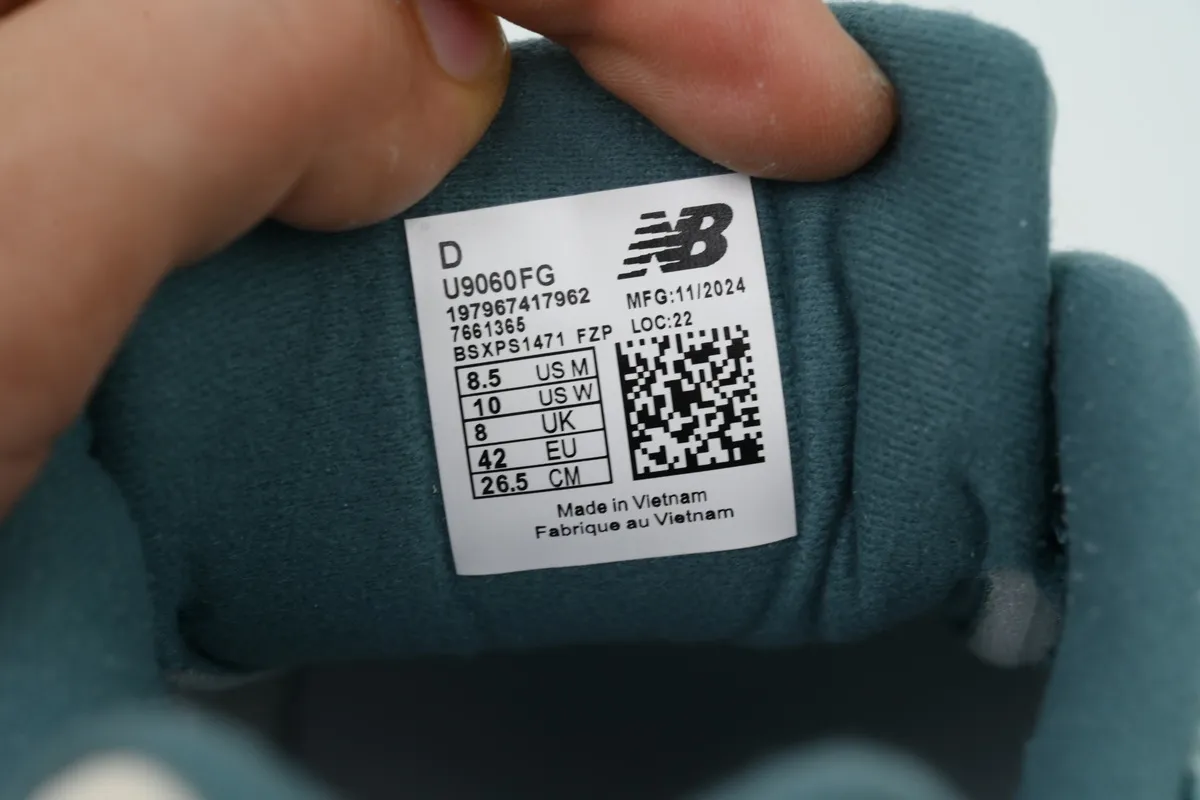 D
U9060FG
197967417962
7661365
BSXPS1471 FZP
NB
MFG:11/2024
LOC:22
8.5 US M
10 US W
8 UK
42 EU
26.5 CM
Made in Vietnam
Fabrique au Vietnam